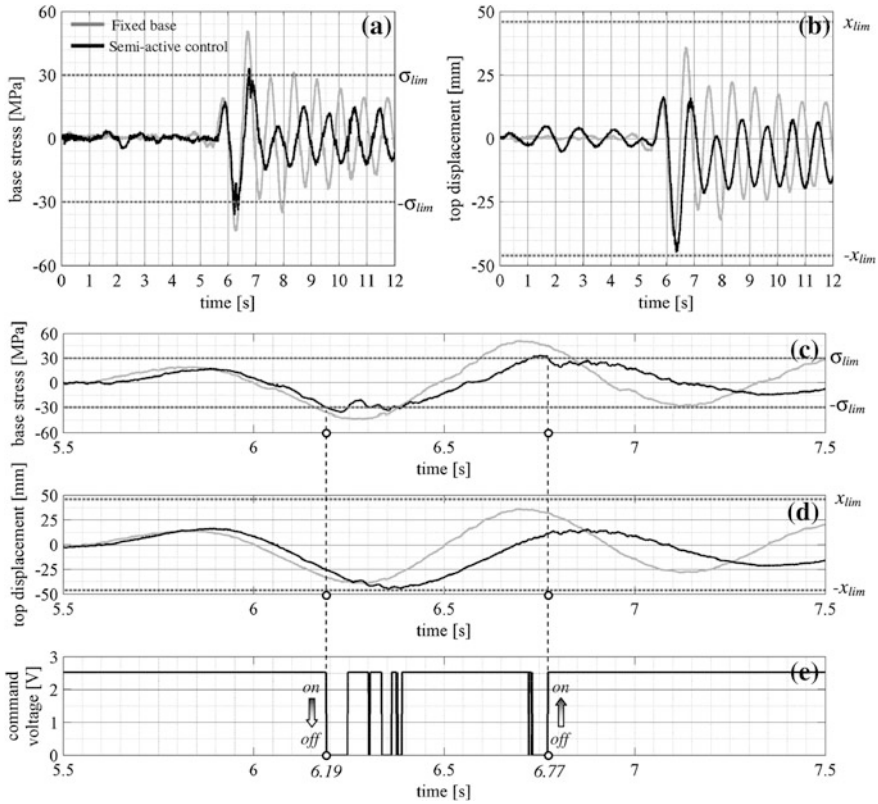 Fixed base
Semi-active control
(a)
base stress [MPa]
60
30
0
-30
-60
σlim
-σlim
0 1 2 3 4 5 6 7 8 9 10 11 12
time [s]
(b)
top displacement [mm]
50
25
0
-25
-50
xlim
-xlim
0 1 2 3 4 5 6 7 8 9 10 11 12
time [s]
(c)
base stress [MPa]
60
30
0
-30
-60
σlim
-σlim
5.5 6 6.5 7 7.5
time [s]
(d)
top displacement [mm]
50
25
0
-25
-50
xlim
-xlim
5.5 6 6.5 7 7.5
time [s]
(e)
command
voltage [V]
3
2
1
0
on
off
on
off
5.5 6 6.19 6.5 6.77 7 7.5
time [s]